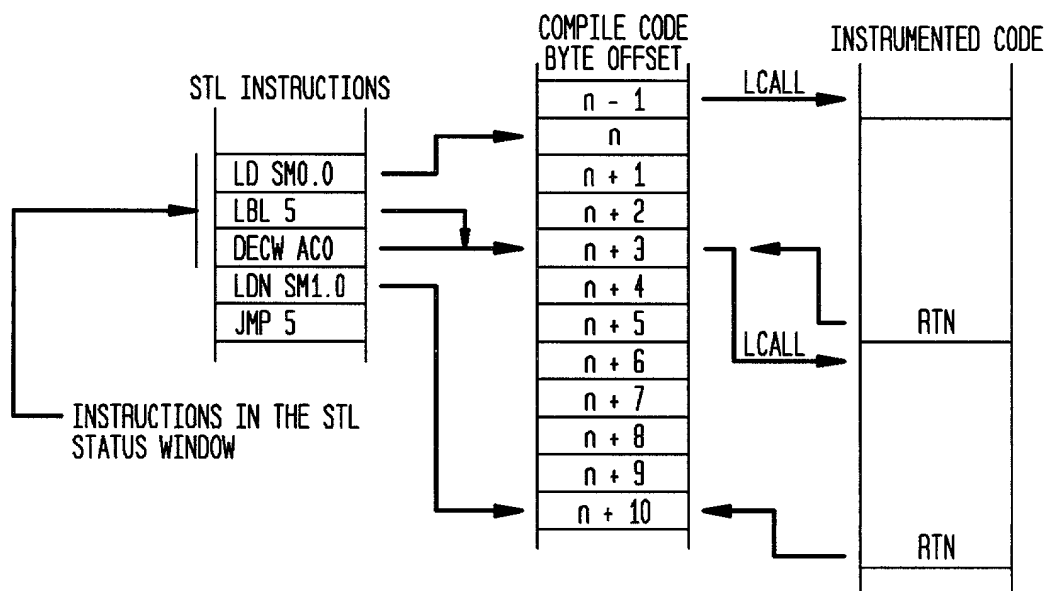 COMPILE CODE
BYTE OFFSET
INSTRUMENTED CODE
STL INSTRUCTIONS
n - 1
LCALL
n
LD SM0.0
n + 1
LBL 5
n + 2
DECW AC0
n + 3
LDN SM1.0
n + 4
JMP 5
n + 5
RTN
LCALL
n + 6
n + 7
INSTRUCTIONS IN THE STL
STATUS WINDOW
n + 8
n + 9
n + 10
RTN